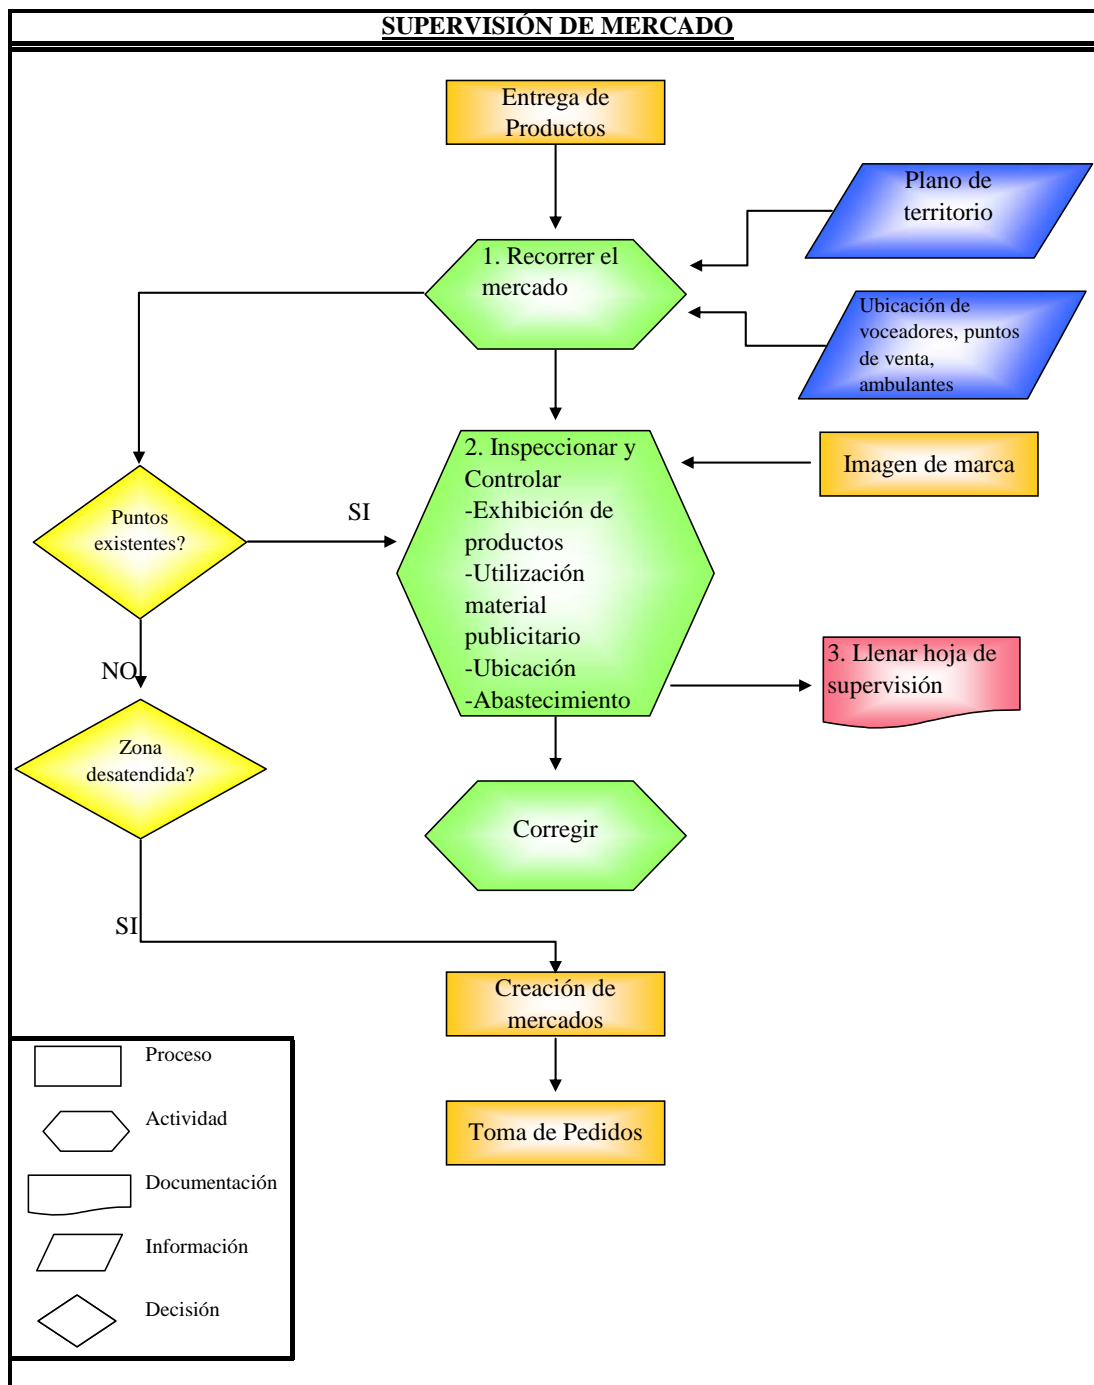 SUPERVISIÓN DE MERCADO
Entrega de
Productos
Plano de
territorio
1. Recorrer el
mercado
Ubicación de
voceadores, puntos
de venta,
ambulantes
2. Inspeccionar y
Controlar
-Exhibición de
productos
-Utilización
material
publicitario
-Ubicación
-Abastecimiento
Imagen de marca
SI
Puntos
existentes?
NO
3. Llenar hoja de
supervisión
Zona
desatendida?
Corregir
SI
Creación de
mercados
Toma de Pedidos
Proceso
Actividad
Documentación
Información
Decisión